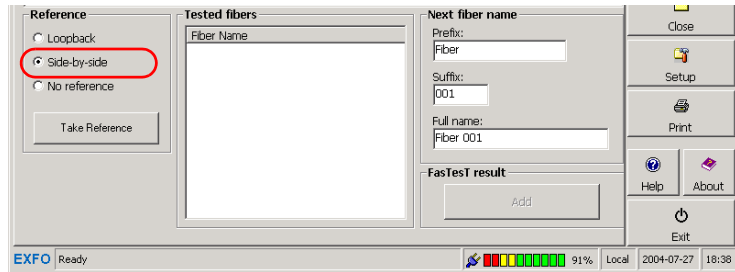 Reference
Loopback
Side-by-side
No reference
Take Reference
Tested fibers
Fiber Name
Next fiber name
Prefix:
Fiber
Suffix:
001
Full name:
Fiber 001
FasTesT result
Add
Close
Setup
Print
Help About
Exit
EXFO Ready 91% Local 2004-07-27 18:38